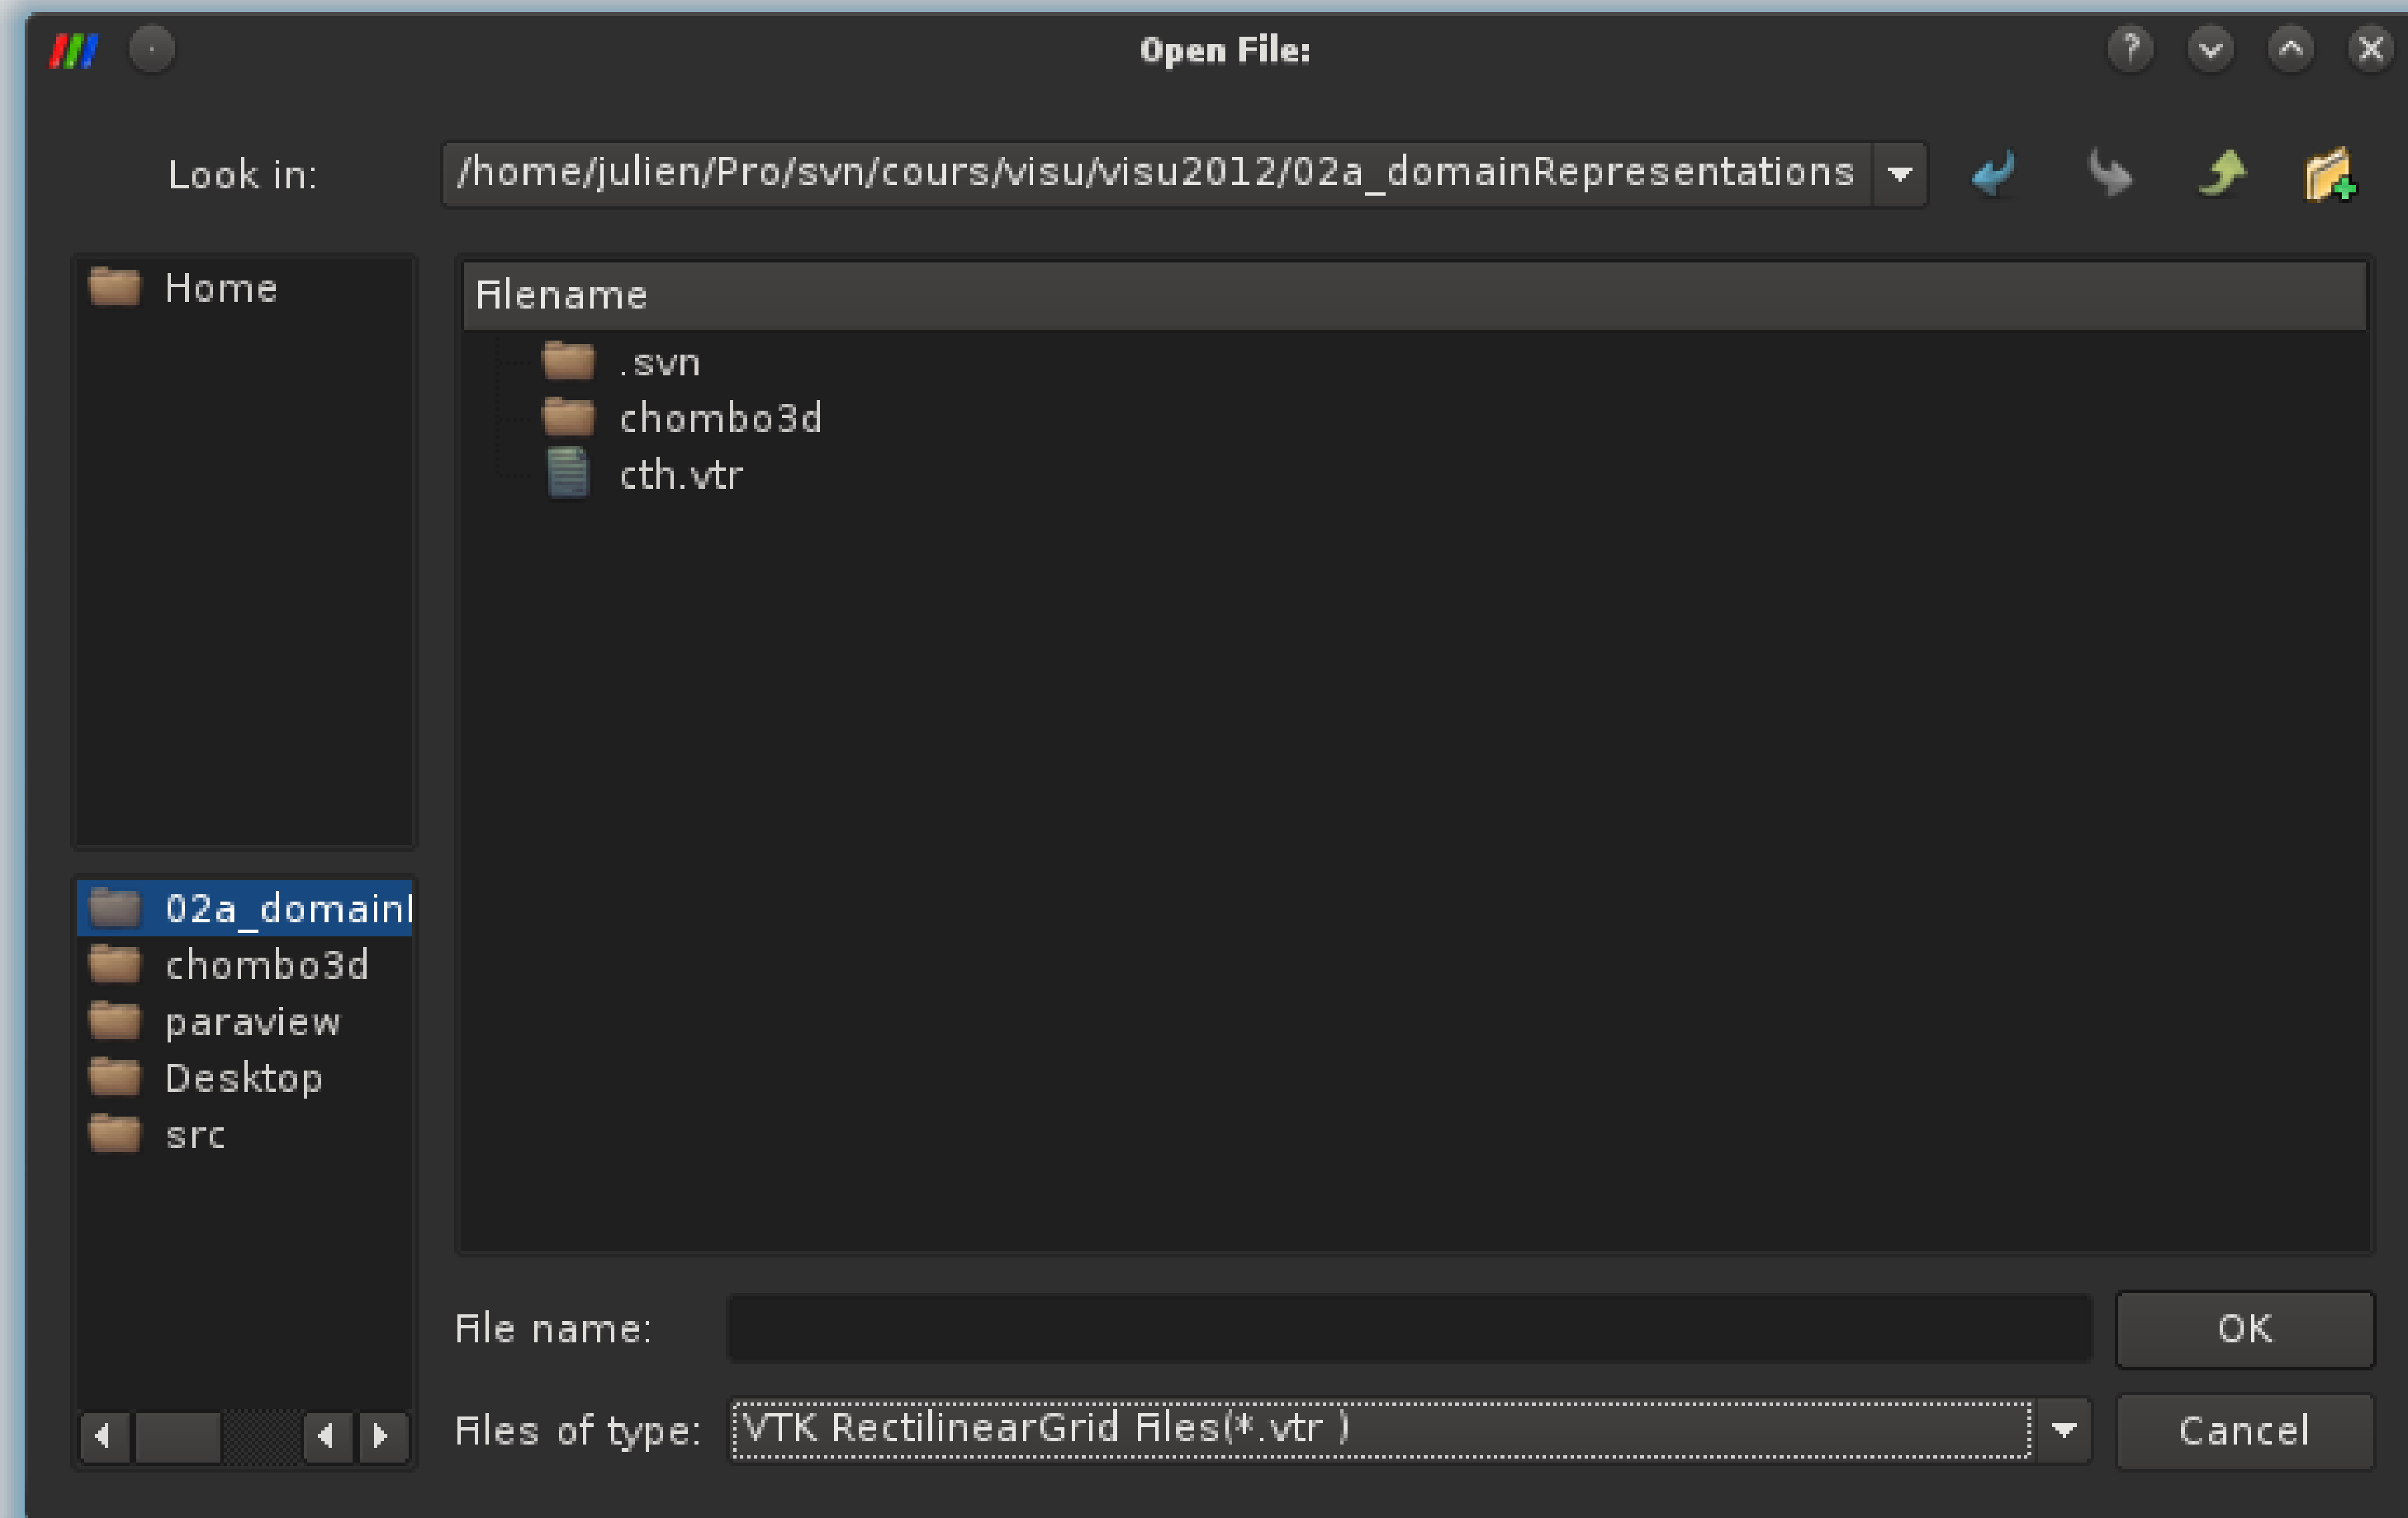 Open File:
Look in: /home/julien/Pro/svn/cours/visu/visu2012/02a_domainRepresentations
Home
Filename
.svn
chombo3d
cth.vtr
02a_domain
chombo3d
paraview
Desktop
src
File name: OK
Files of type: VTK RectilinearGrid Files(*.vtr ) Cancel